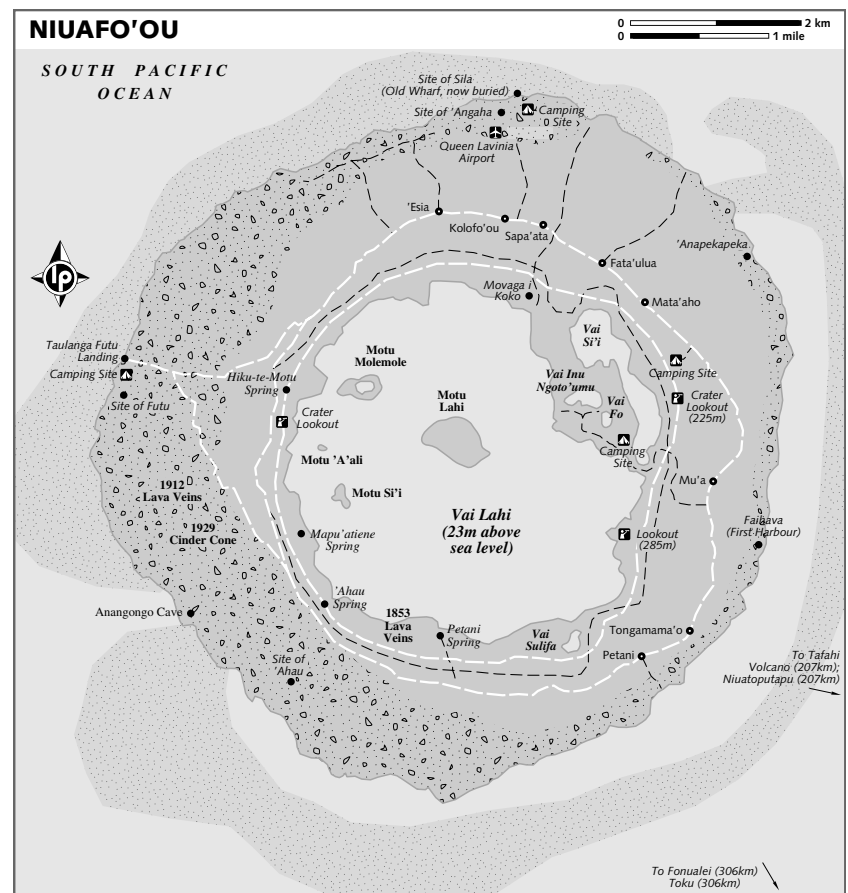 NIUAFO'OU
0 2 km
0 1 mile
SOUTH PACIFIC
OCEAN
Site of Sila
(Old Wharf, now buried)
Site of 'Angaha
Camping
Site
Queen Lavinia
Airport
'Esia
Kolofo'ou
Sapa'ata
'Anapekapeka
Fata'ulua
lp
Movaga i
Koko
Mata'aho
Vai
Si'i
Taulanga Futu
Landing
Camping Site
Site of Futu
Motu
Molemole
Hiku-te-Motu
Spring
Camping Site
Vai Inu
Ngoto'umu
Crater
Lookout
(225m)
Motu
Lahi
Vai
Fo
Crater
Lookout
Camping
Site
Motu 'A'ali
Mu'a
1912
Lava Veins
Motu Si'i
Vai Lahi
(23m above
sea level)
1929
Cinder Cone
Faihava
(First Harbour)
Mapu'atiene
Spring
Lookout
(285m)
'Ahau
Spring
Anangongo Cave
1853
Lava
Veins
Petani
Spring
Vai
Sulifa
Tongamama'o
Petani
Site of
'Ahau
To Tafahi
Volcano (207km);
Niuatoputapu (207km)
To Fonualei (306km)
Toku (306km)